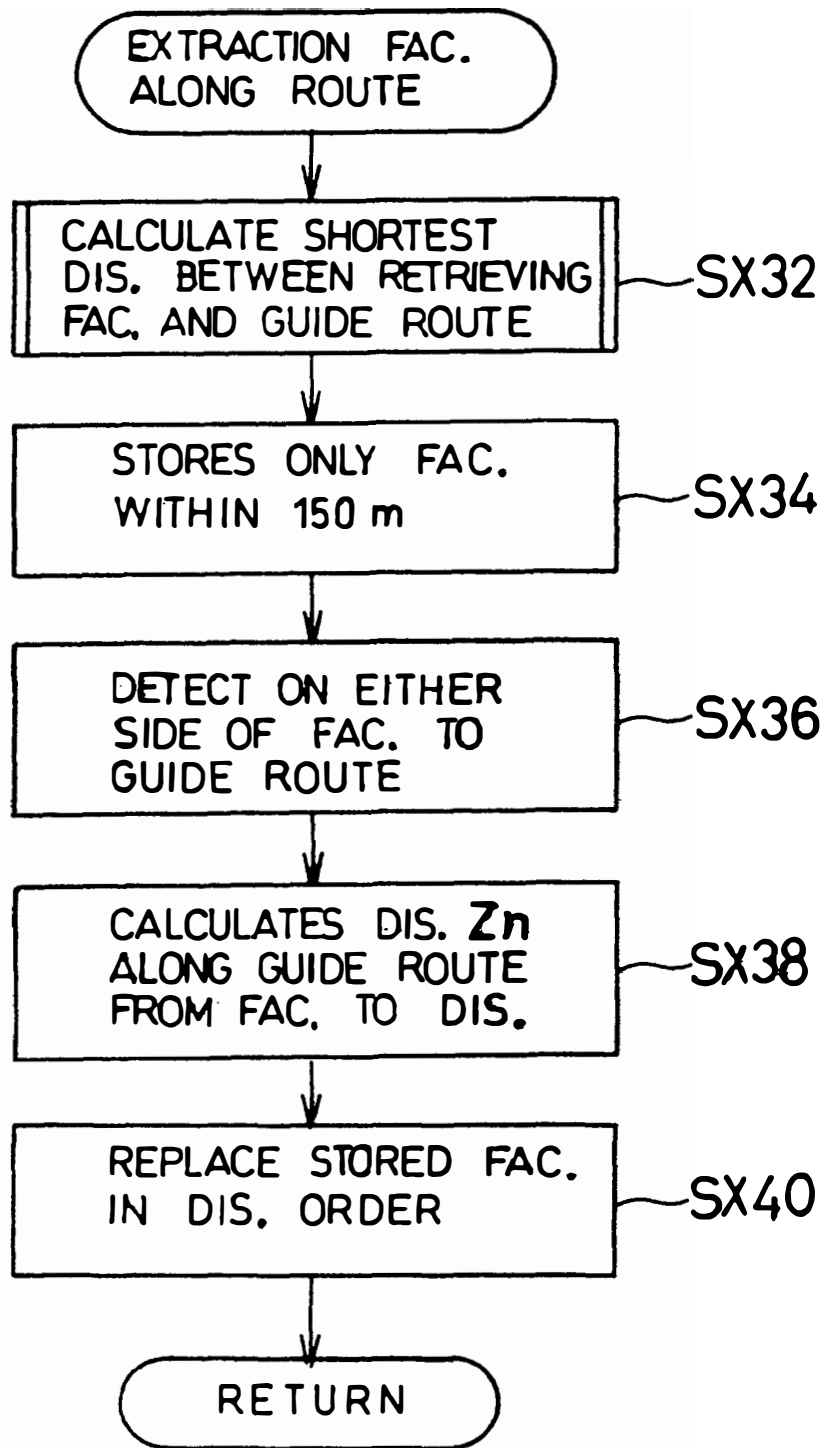 EXTRACTION FAC.
ALONG ROUTE
CALCULATE SHORTEST
DIS. BETWEEN RETRIEVING
FAC. AND GUIDE ROUTE
SX32
STORES ONLY FAC.
WITHIN 150 m
SX34
DETECT ON EITHER
SIDE OF FAC. TO
GUIDE ROUTE
SX36
CALCULATES DIS. Zn
ALONG GUIDE ROUTE
FROM FAC. TO DIS.
SX38
REPLACE STORED FAC.
IN DIS. ORDER
SX40
RETURN